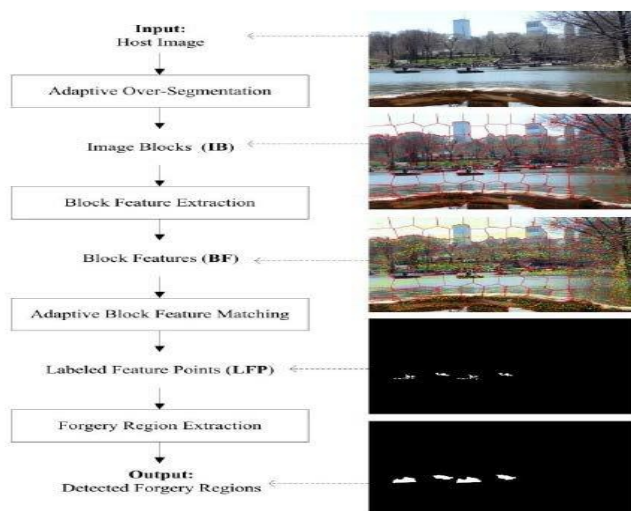 Input:
Host Image
Adaptive Over-Segmentation
Image Blocks (IB)
Block Feature Extraction
Block Features (BF)
Adaptive Block Feature Matching
Labeled Feature Points (LFP)
Forgery Region Extraction
Output:
Detected Forgery Regions